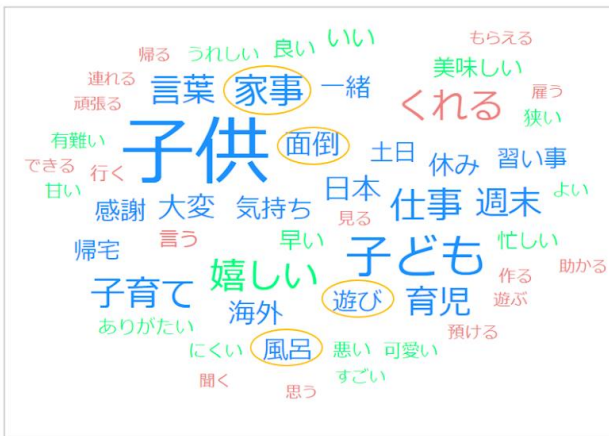 いい
もらえる
帰る
うれしい
良い
美味しい
連れる
言葉
家事
一緒
くれる
雇う
頑張る
狭い
子供
面倒
有難い
土日
休み
習い事
できる
行く
甘い
日本
仕事
週末
よい
感謝
大変
気持ち
見る
言う
早い
忙しい
帰宅
子ども
助かる
嬉しい
作る
子育て
海外
遊び
育児
遊ぶ
ありがたい
預ける
にくい
風呂
悪い
可愛い
聞く
すごい
思う